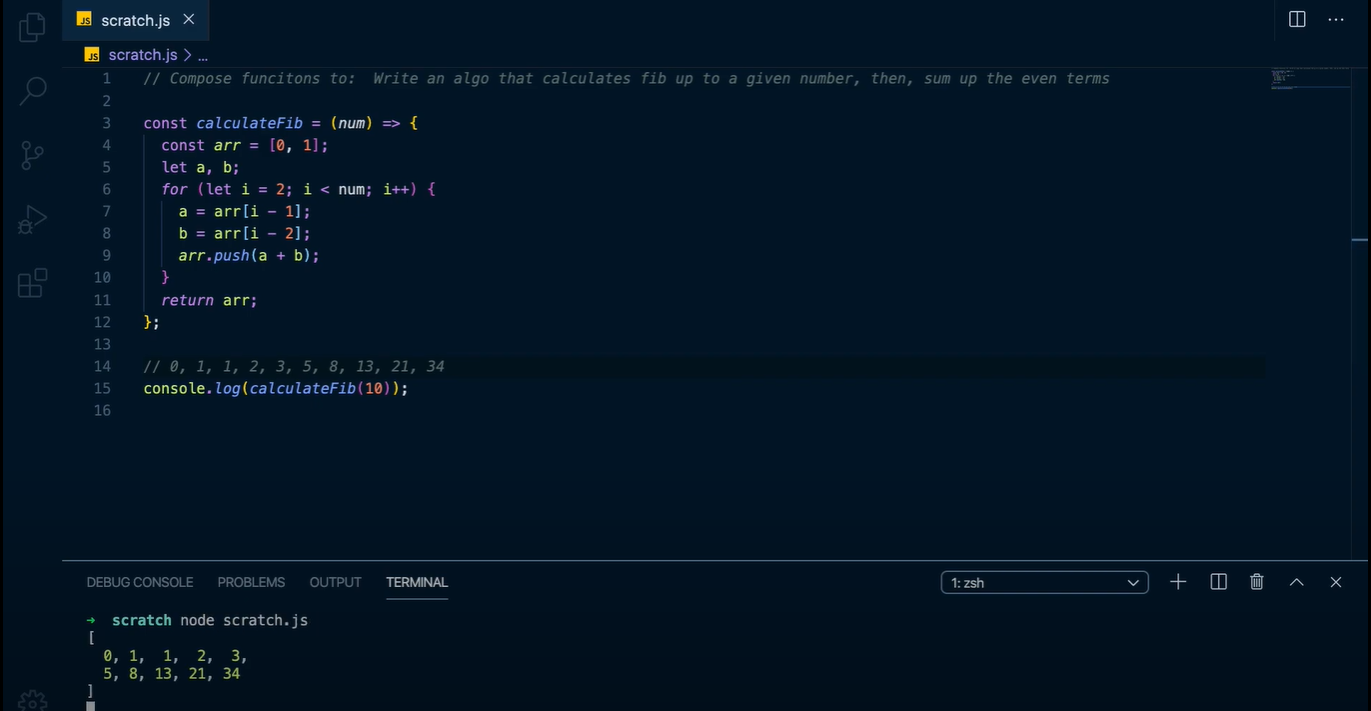 JS scratch.js ×
JS scratch.js > ...
1 // Compose funcitons to:  Write an algo that calculates fib up to a given number, then, sum up the even terms
2
3 const calculateFib = (num) => {
4   const arr = [0, 1];
5   let a, b;
6   for (let i = 2; i < num; i++) {
7     a = arr[i - 1];
8     b = arr[i - 2];
9     arr.push(a + b);
10   }
11   return arr;
12 };
13
14 // 0, 1, 1, 2, 3, 5, 8, 13, 21, 34
15 console.log(calculateFib(10));
16
DEBUG CONSOLE PROBLEMS OUTPUT TERMINAL 1: zsh
→ scratch node scratch.js
[
  0, 1,  1,  2,  3,
  5, 8, 13, 21, 34
]